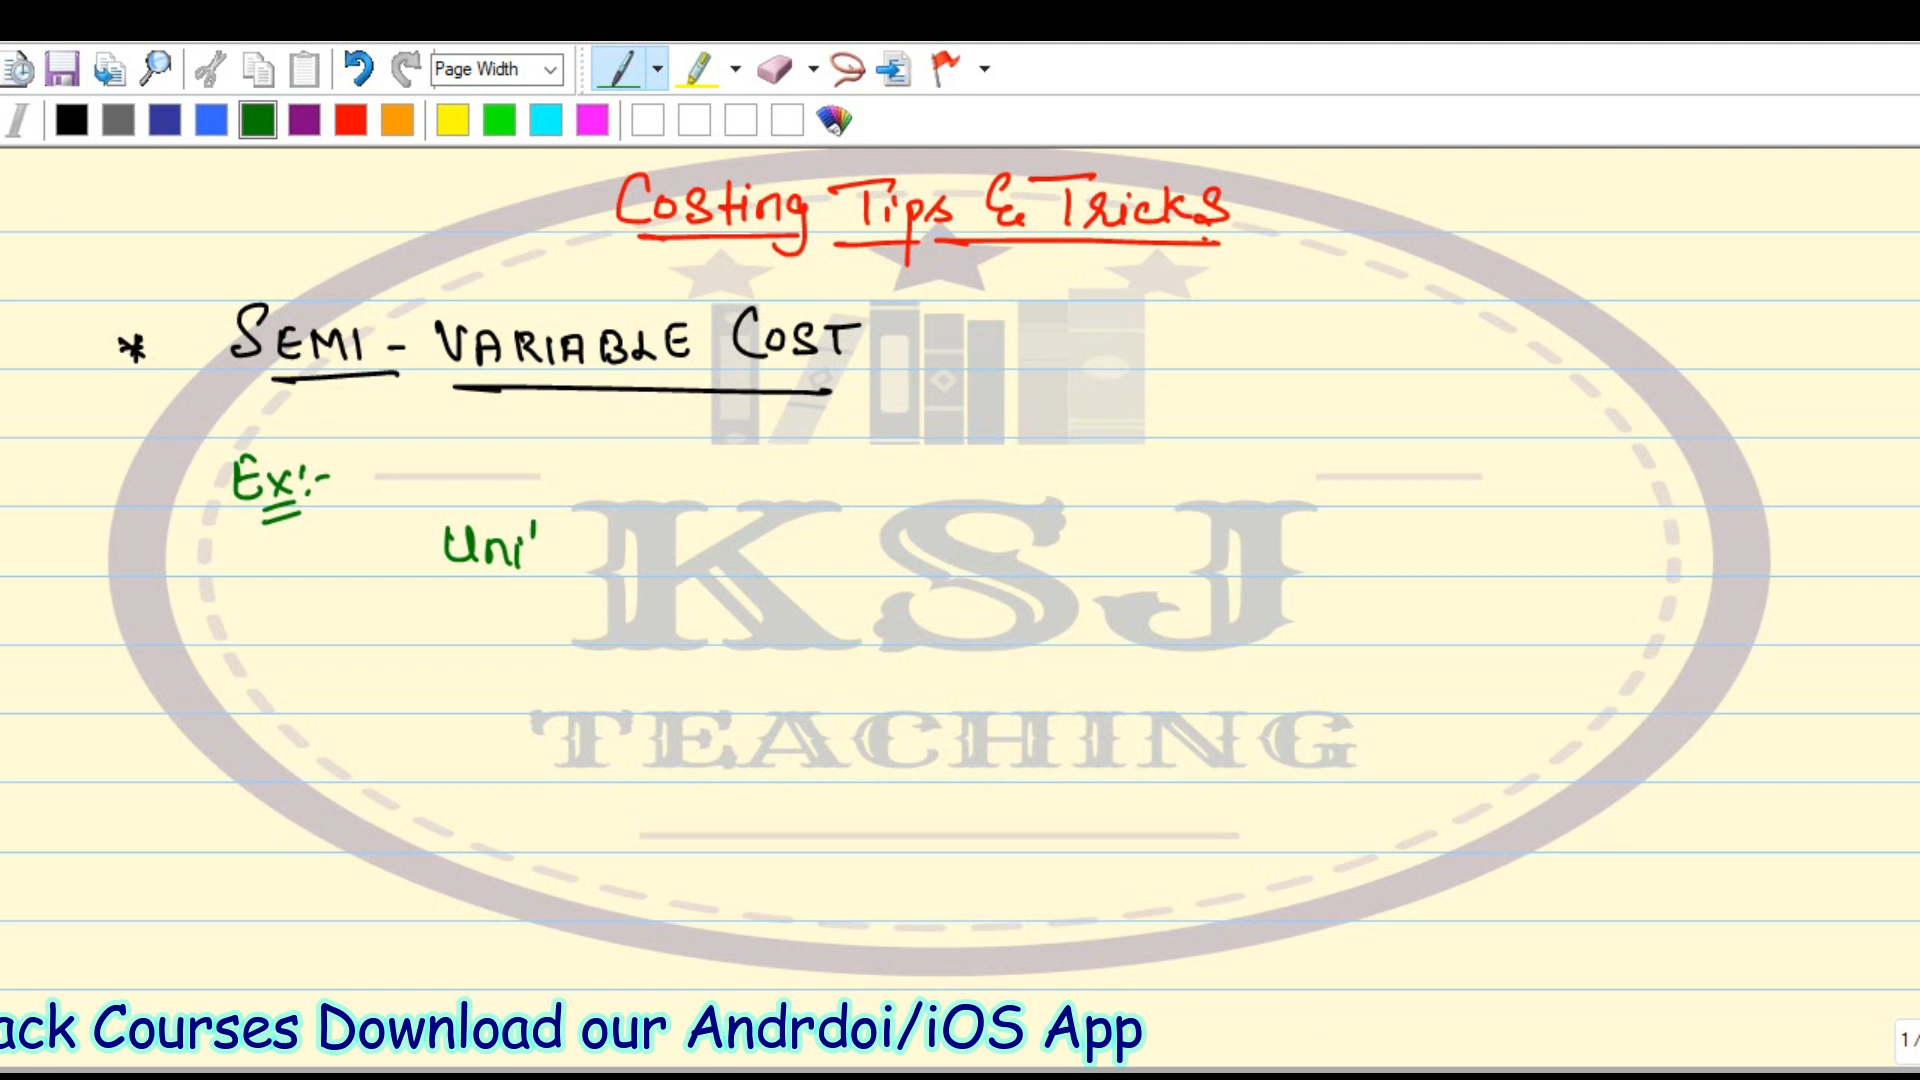 Page Width
Costing Tips & Tricks
* SEMI - VARIABLE COST
Ex:-
Uni
KSJ
TEACHING
ack Courses Download our Andrdoi/iOS App
1/